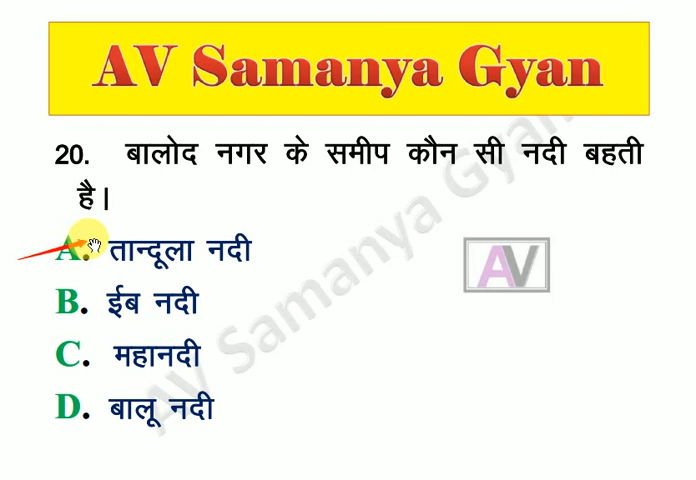 AV Samanya Gyan
20. बालोद नगर के समीप कौन सी नदी बहती
है।
A. तान्दूला नदी
B. ईब नदी
C. महानदी
D. बालू नदी
AV
AV Samanya Gyan